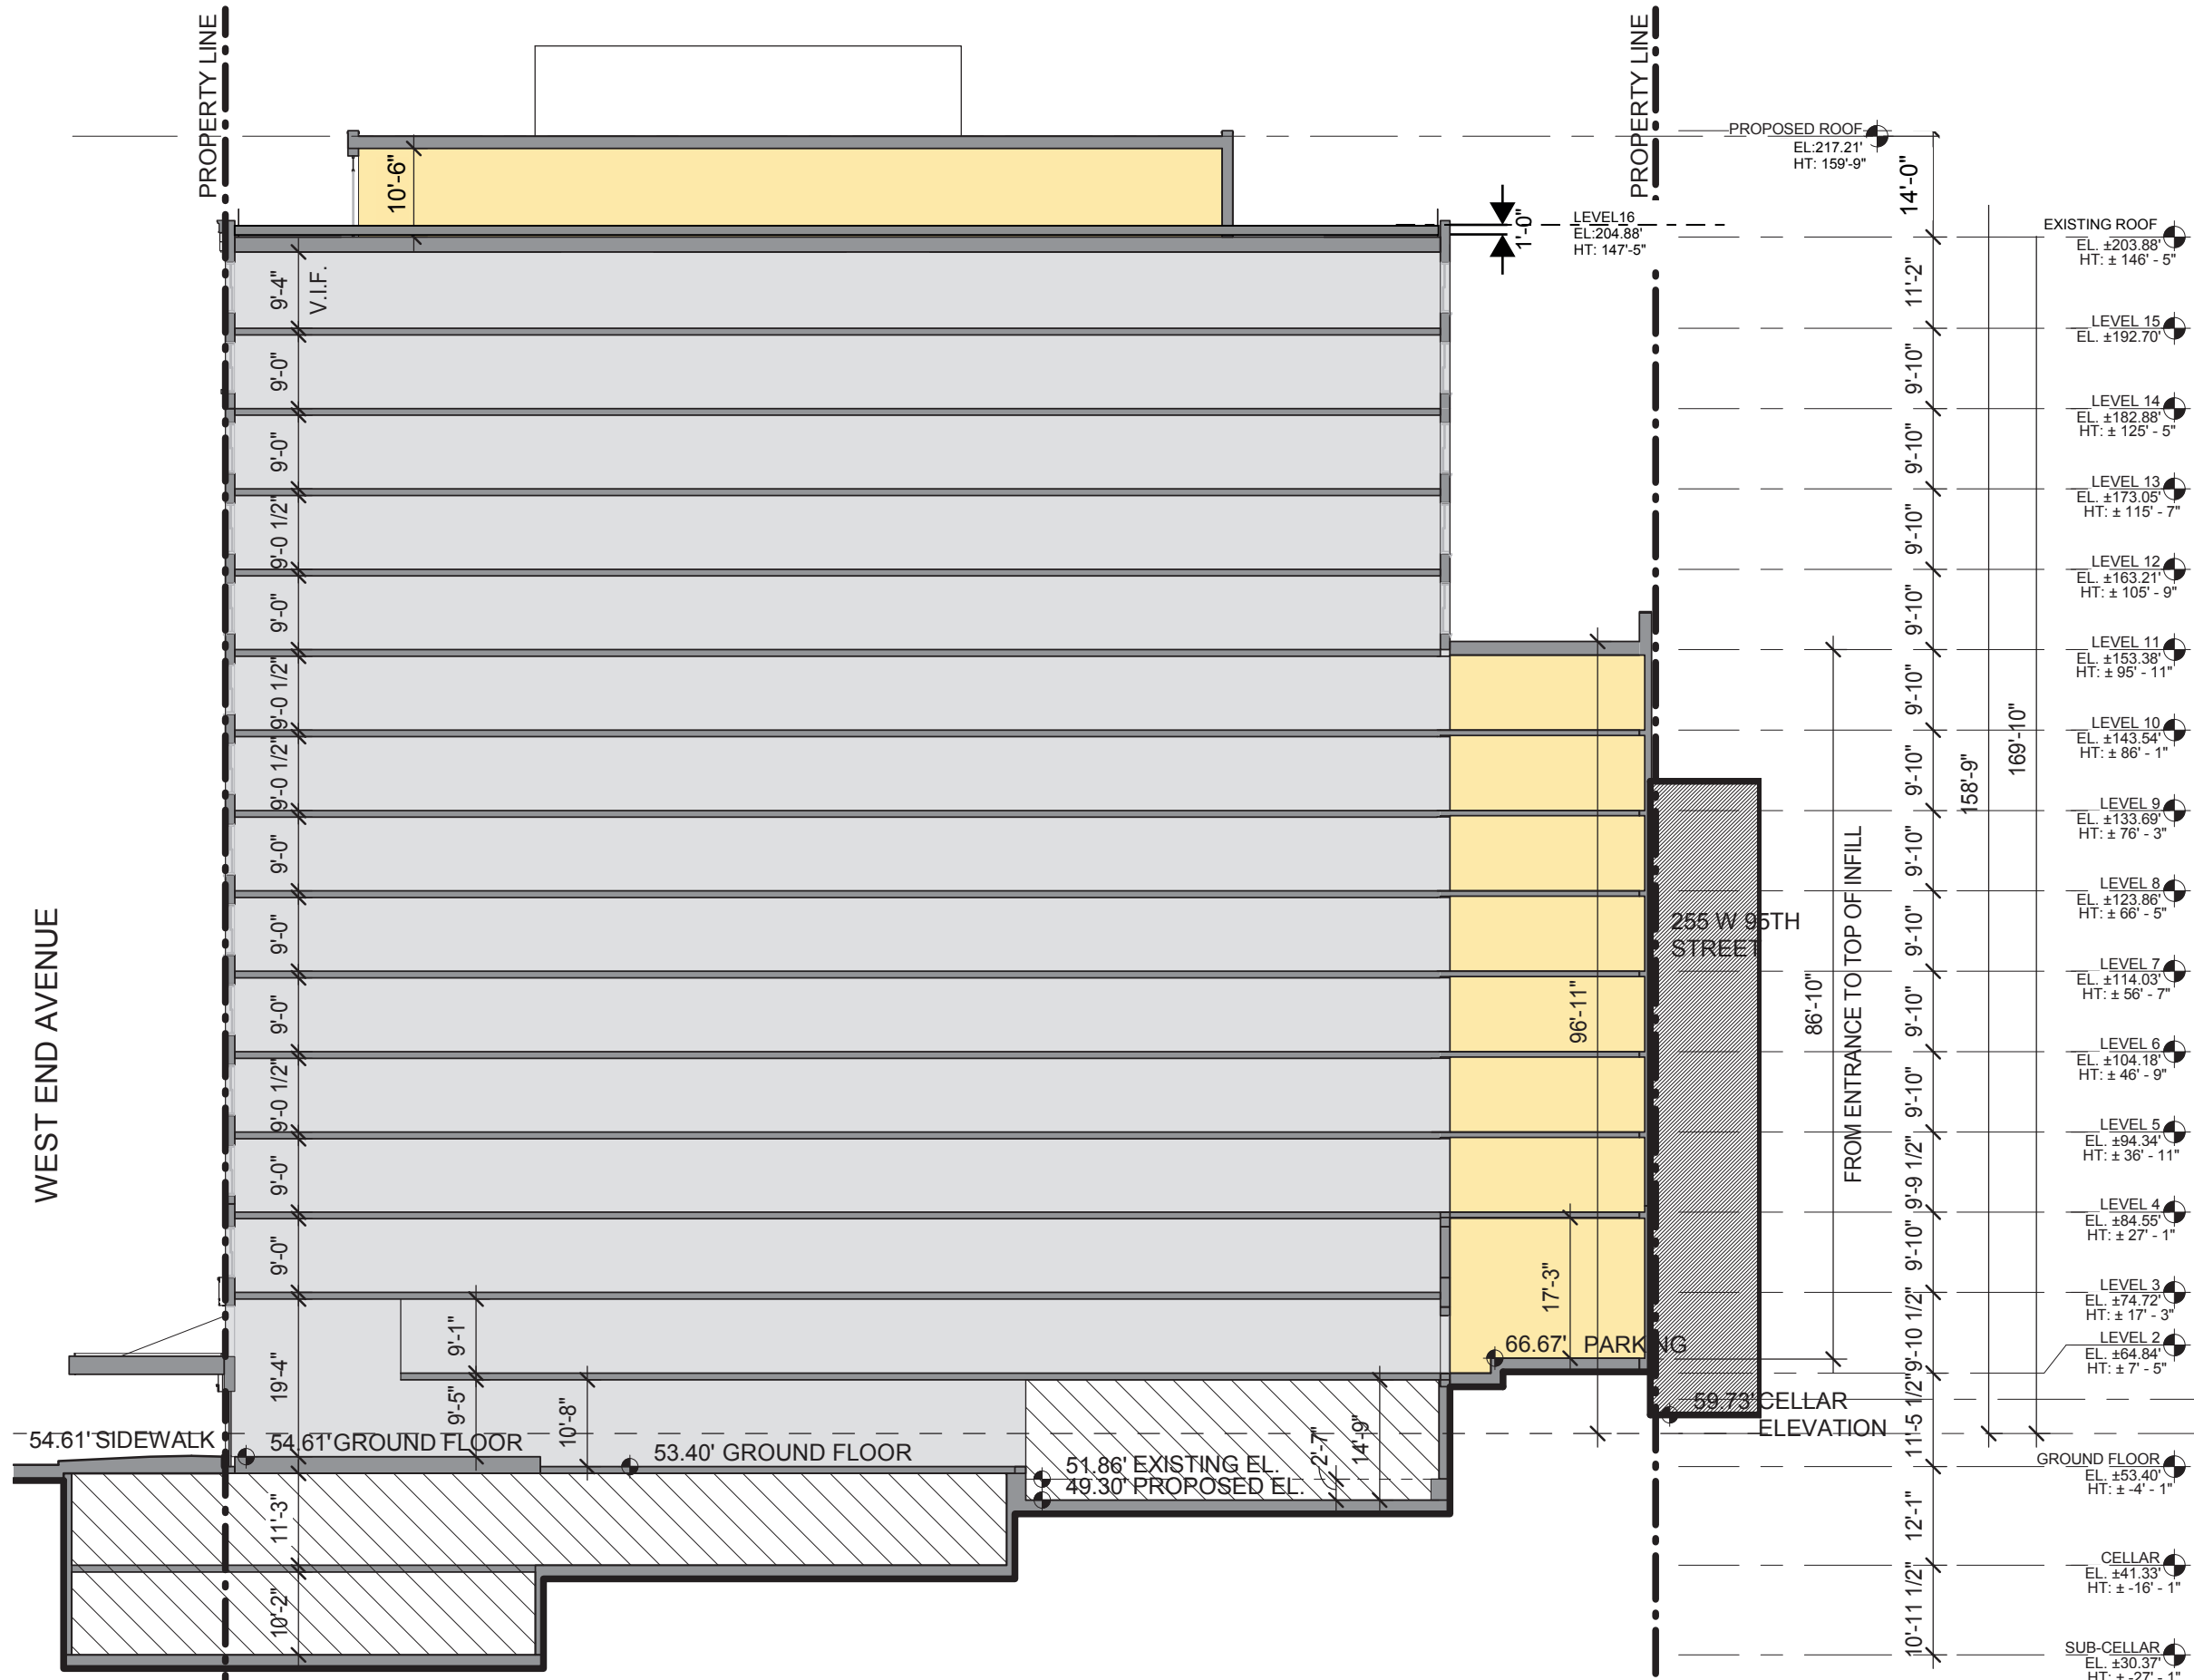 PROPERTY LINE
PROPERTY LINE
PROPOSED ROOF
EL:217.21'
HT: 159'-9"
10'-6"
14'-0"
1'-0"
LEVEL16
EL:204.88'
HT: 147'-5"
EXISTING ROOF
EL. ±203.88'
HT: ± 146' - 5"
9'-4"
V.I.F.
11'-2"
LEVEL 15
EL. ±192.70'
9'-0"
9'-10"
LEVEL 14
EL. ±182.88'
HT: ± 125' - 5"
9'-0"
9'-10"
LEVEL 13
EL. ±173.05'
HT: ± 115' - 7"
9'-0 1/2"
9'-10"
LEVEL 12
EL. ±163.21'
HT: ± 105' - 9"
9'-0"
9'-10"
LEVEL 11
EL. ±153.38'
HT: ± 95' - 11"
9'-0 1/2"
9'-10"
LEVEL 10
EL. ±143.54'
HT: ± 86' - 1"
9'-0 1/2"
9'-10"
158'-9"
169'-10"
LEVEL 9
EL. ±133.69'
HT: ± 76' - 3"
9'-0"
9'-10"
LEVEL 8
EL. ±123.86'
HT: ± 66' - 5"
WEST END AVENUE
9'-0"
255 W 95TH
STREET
9'-10"
LEVEL 7
EL. ±114.03'
HT: ± 56' - 7"
9'-0"
96'-11"
86'-10"
FROM ENTRANCE TO TOP OF INFILL
9'-10"
LEVEL 6
EL. ±104.18'
HT: ± 46' - 9"
9'-0 1/2"
9'-10"
LEVEL 5
EL. ±94.34'
HT: ± 36' - 11"
9'-0"
9'-9 1/2"
LEVEL 4
EL. ±84.55'
HT: ± 27' - 1"
9'-0"
17'-3"
9'-10"
LEVEL 3
EL. ±74.72'
HT: ± 17' - 3"
9'-1"
66.67' PARKING
9'-10 1/2"
LEVEL 2
EL. ±64.84'
HT: ± 7' - 5"
19'-4"
9'-5"
10'-8"
14'-9"
2'-7"
59.73' CELLAR
ELEVATION
11'-5 1/2"
54.61' SIDEWALK
54.61' GROUND FLOOR
53.40' GROUND FLOOR
51.86' EXISTING EL.
49.30' PROPOSED EL.
GROUND FLOOR
EL. ±53.40'
HT: ± -4' - 1"
11'-3"
12'-1"
CELLAR
EL. ±41.33'
HT: ± -16' - 1"
10'-2"
10'-11 1/2"
SUB-CELLAR
EL. ±30.37'
HT: ± -27' - 1"